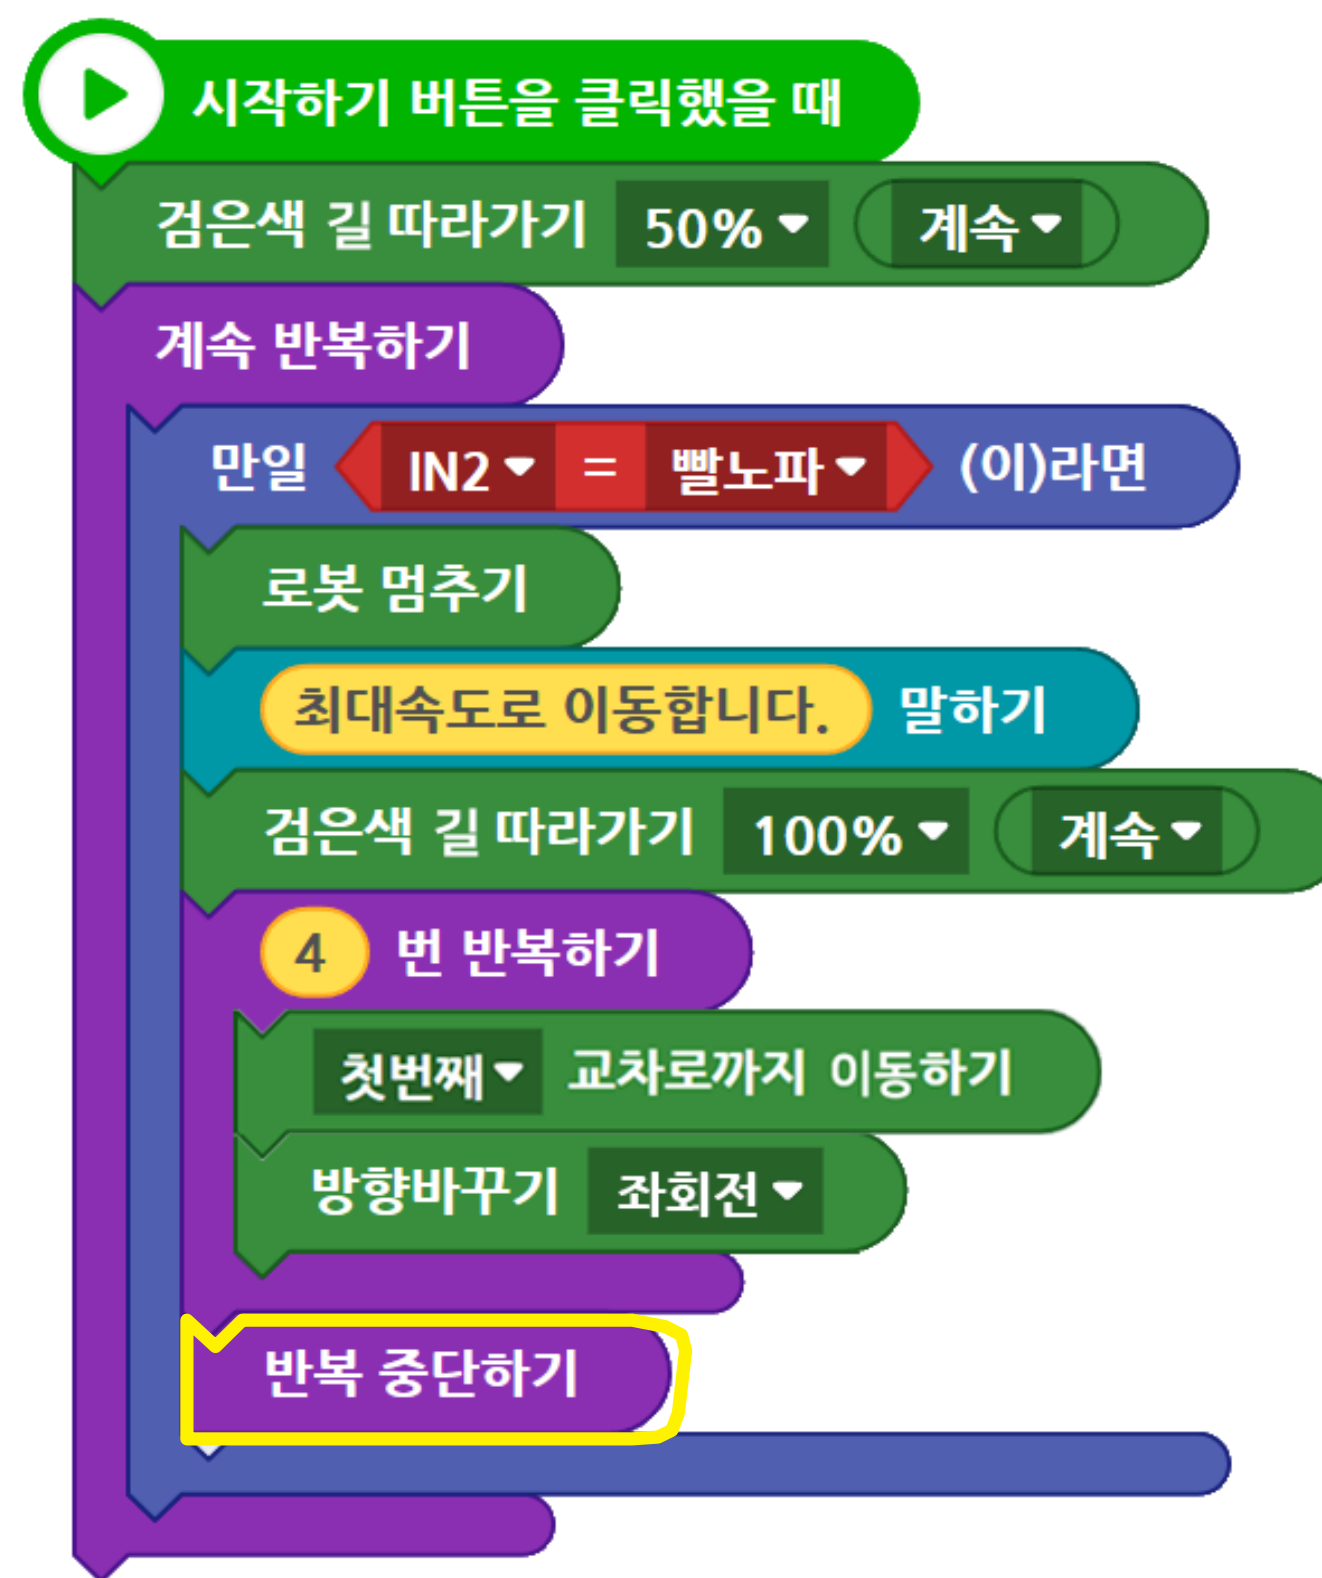 시작하기 버튼을 클릭했을 때
검은색 길 따라가기 50% 계속
계속 반복하기
만일 IN2 = 빨노파 (이)라면
로봇 멈추기
최대속도로 이동합니다. 말하기
검은색 길 따라가기 100% 계속
4 번 반복하기
첫번째 교차로까지 이동하기
방향바꾸기 좌회전
반복 중단하기